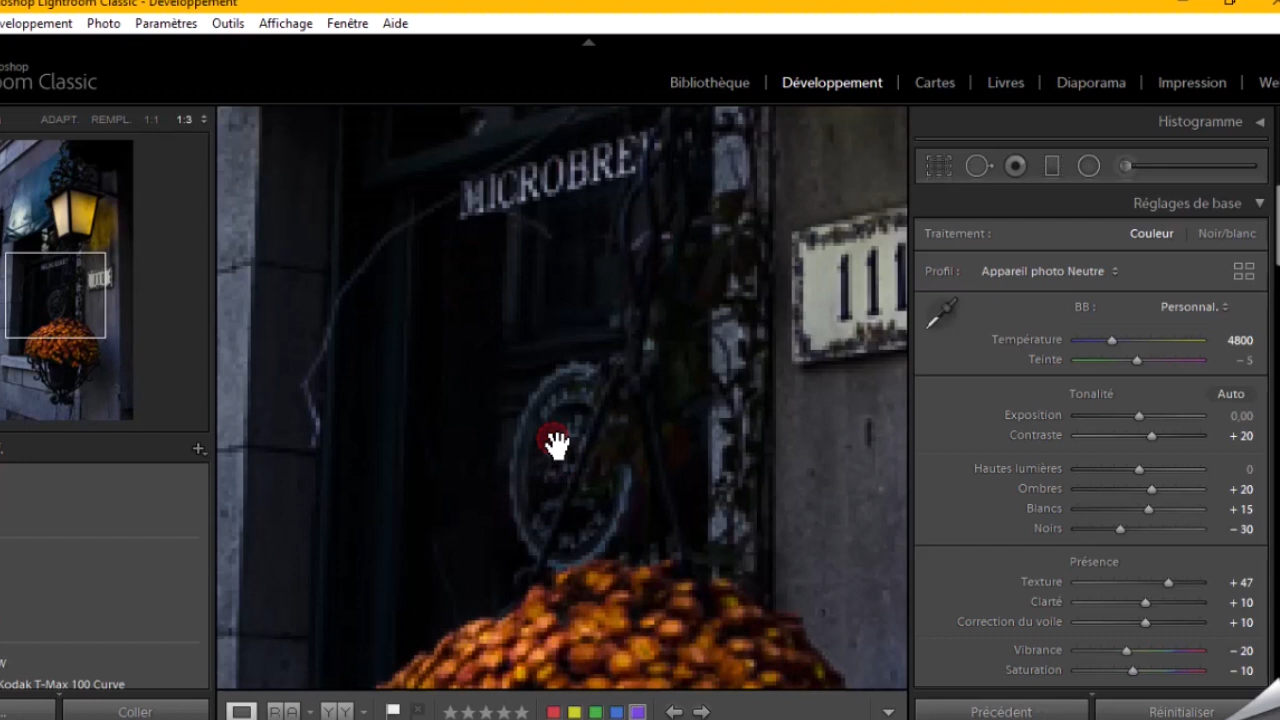 oshop Lightroom Classic - Développement
veloppement Photo Paramètres Outils Affichage Fenêtre Aide
oshop
om Classic
Bibliothèque | Développement | Cartes | Livres | Diaporama | Impression | We
ADAPT. REMPL. 1:1 1:3
Histogramme
MICROBRE
111
Réglages de base
Traitement : Couleur | Noir/blanc
Profil : Appareil photo Neutre
BB : Personnal.
Température 4800
Teinte – 5
Tonalité Auto
Exposition 0,00
Contraste + 20
Hautes lumières 0
Ombres + 20
Blancs + 15
Noirs – 30
Présence
Texture + 47
Clarté + 10
Correction du voile + 10
Vibrance – 20
Saturation – 10
W
Kodak T-Max 100 Curve
Coller
R A Y Y
Précédent Réinitialiser